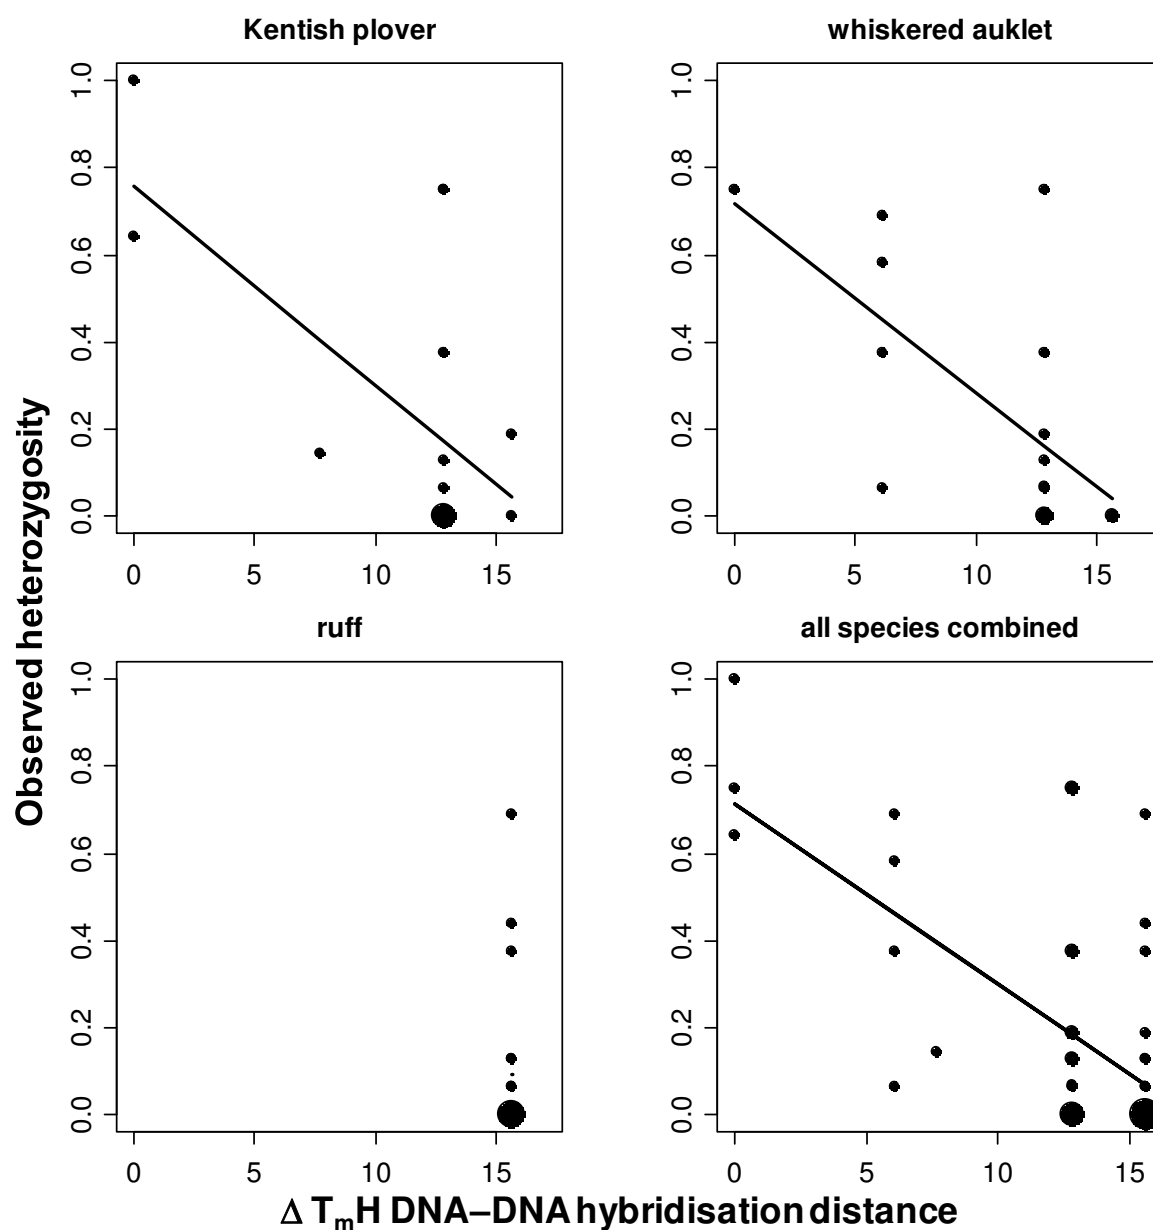 Kentish plover
whiskered auklet
1.0
0.8
0.6
0.4
0.2
0.0
0 5 10 15
1.0
0.8
0.6
0.4
0.2
0.0
0 5 10 15
ruff
all species combined
1.0
0.8
0.6
0.4
0.2
0.0
0 5 10 15
1.0
0.8
0.6
0.4
0.2
0.0
0 5 10 15
Observed heterozygosity
Δ TmH DNA–DNA hybridisation distance